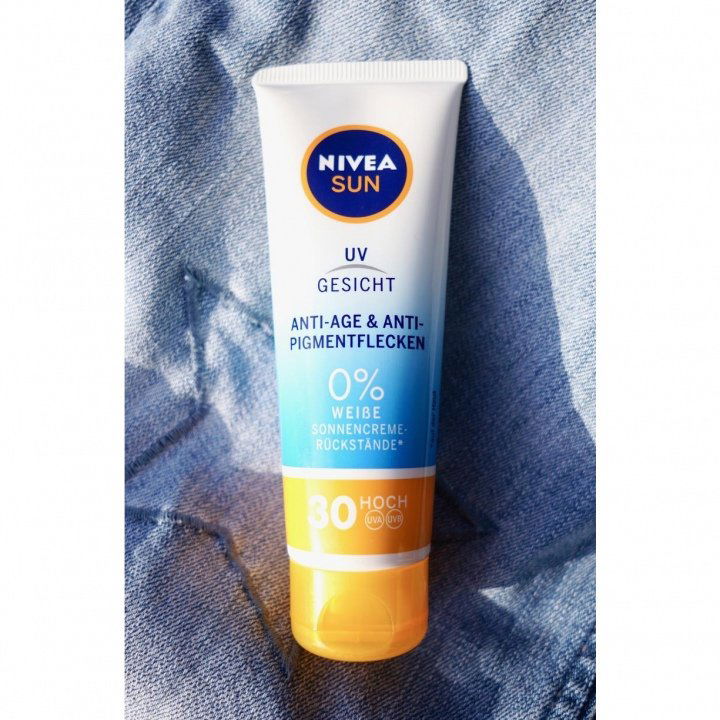 NIVEA
SUN
UV
GESICHT
ANTI-AGE & ANTI-
PIGMENTFLECKEN
0%
WEIẞE
SONNENCREME-
RÜCKSTÄNDE*
30 HOCH
UVA UVB